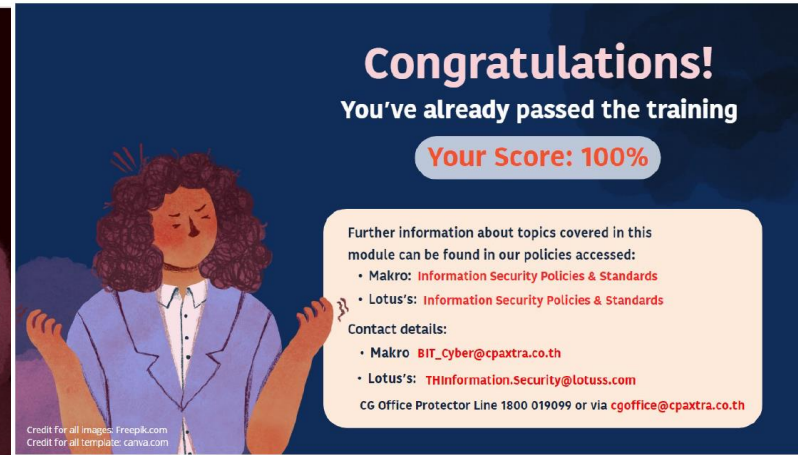 Congratulations!
You've already passed the training
Your Score: 100%
Further information about topics covered in this
module can be found in our policies accessed:
• Makro: Information Security Policies & Standards
• Lotus's: Information Security Policies & Standards
Contact details:
• Makro BIT_Cyber@cpaxtra.co.th
• Lotus's: THInformation.Security@lotuss.com
CG Office Protector Line 1800 019099 or via cgoffice@cpaxtra.co.th
Credit for all images: Freepik.com
Credit for all template: canva.com